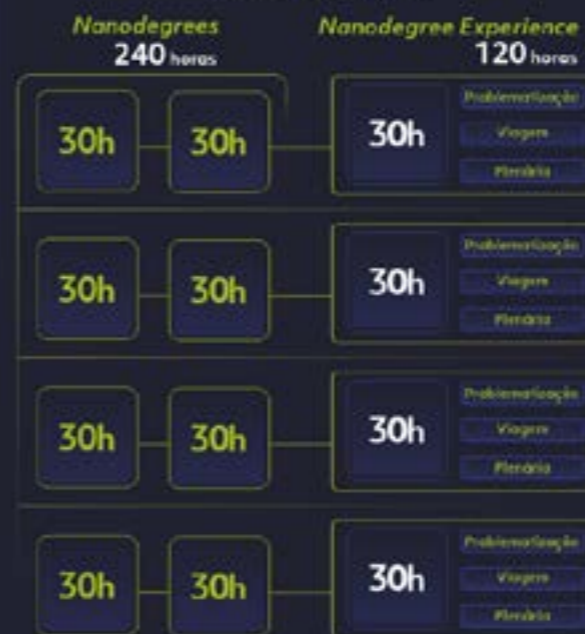 Nanodegrees
240 horas
Nanodegree Experience
120 horas
30h
30h
30h
Problematização
Viagem
Plenária
30h
30h
30h
Problematização
Viagem
Plenária
30h
30h
30h
Problematização
Viagem
Plenária
30h
30h
30h
Problematização
Viagem
Plenária